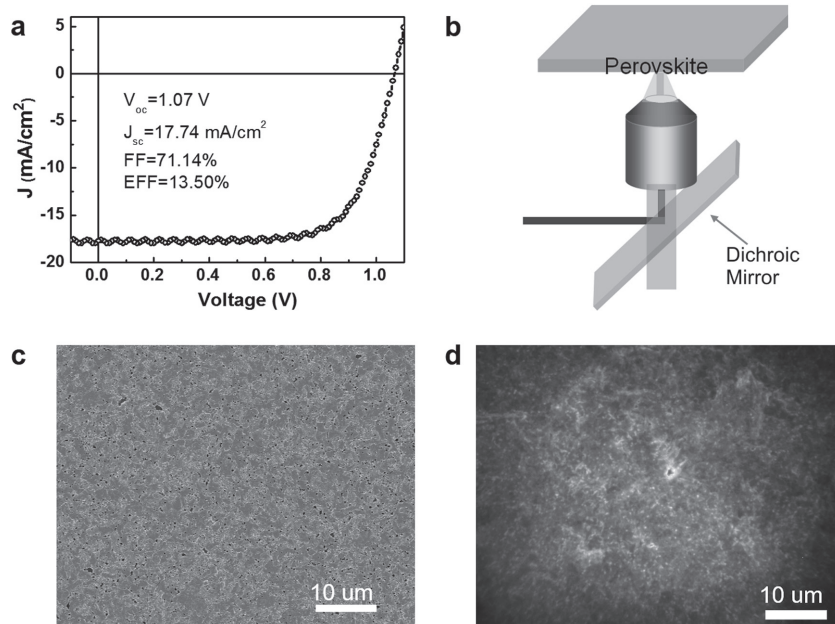 a
5
0
-5
-10
-15
-20
J (mA/cm²)
V_oc=1.07 V
J_sc=17.74 mA/cm²
FF=71.14%
EFF=13.50%
0.0 0.2 0.4 0.6 0.8 1.0
Voltage (V)
b
Perovskite
Dichroic
Mirror
c
10 um
d
10 um